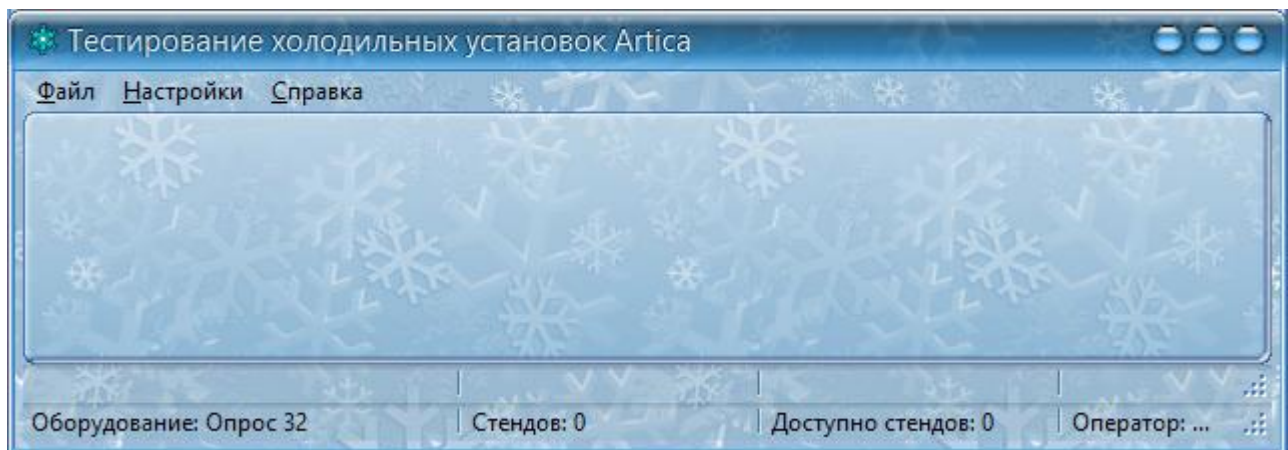 Тестирование холодильных установок Artica
Файл Настройки Справка
Оборудование: Опрос 32 Стендов: 0 Доступно стендов: 0 Оператор: ...